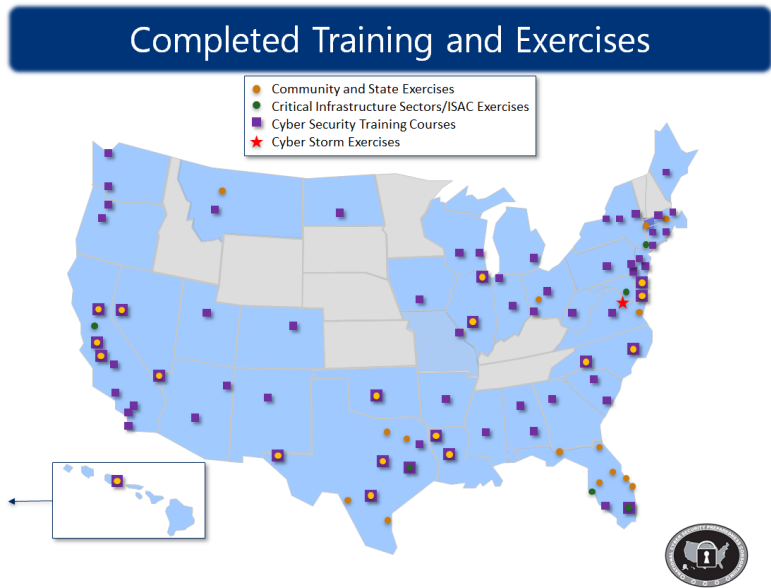 Completed Training and Exercises
Community and State Exercises
Critical Infrastructure Sectors/ISAC Exercises
Cyber Security Training Courses
Cyber Storm Exercises